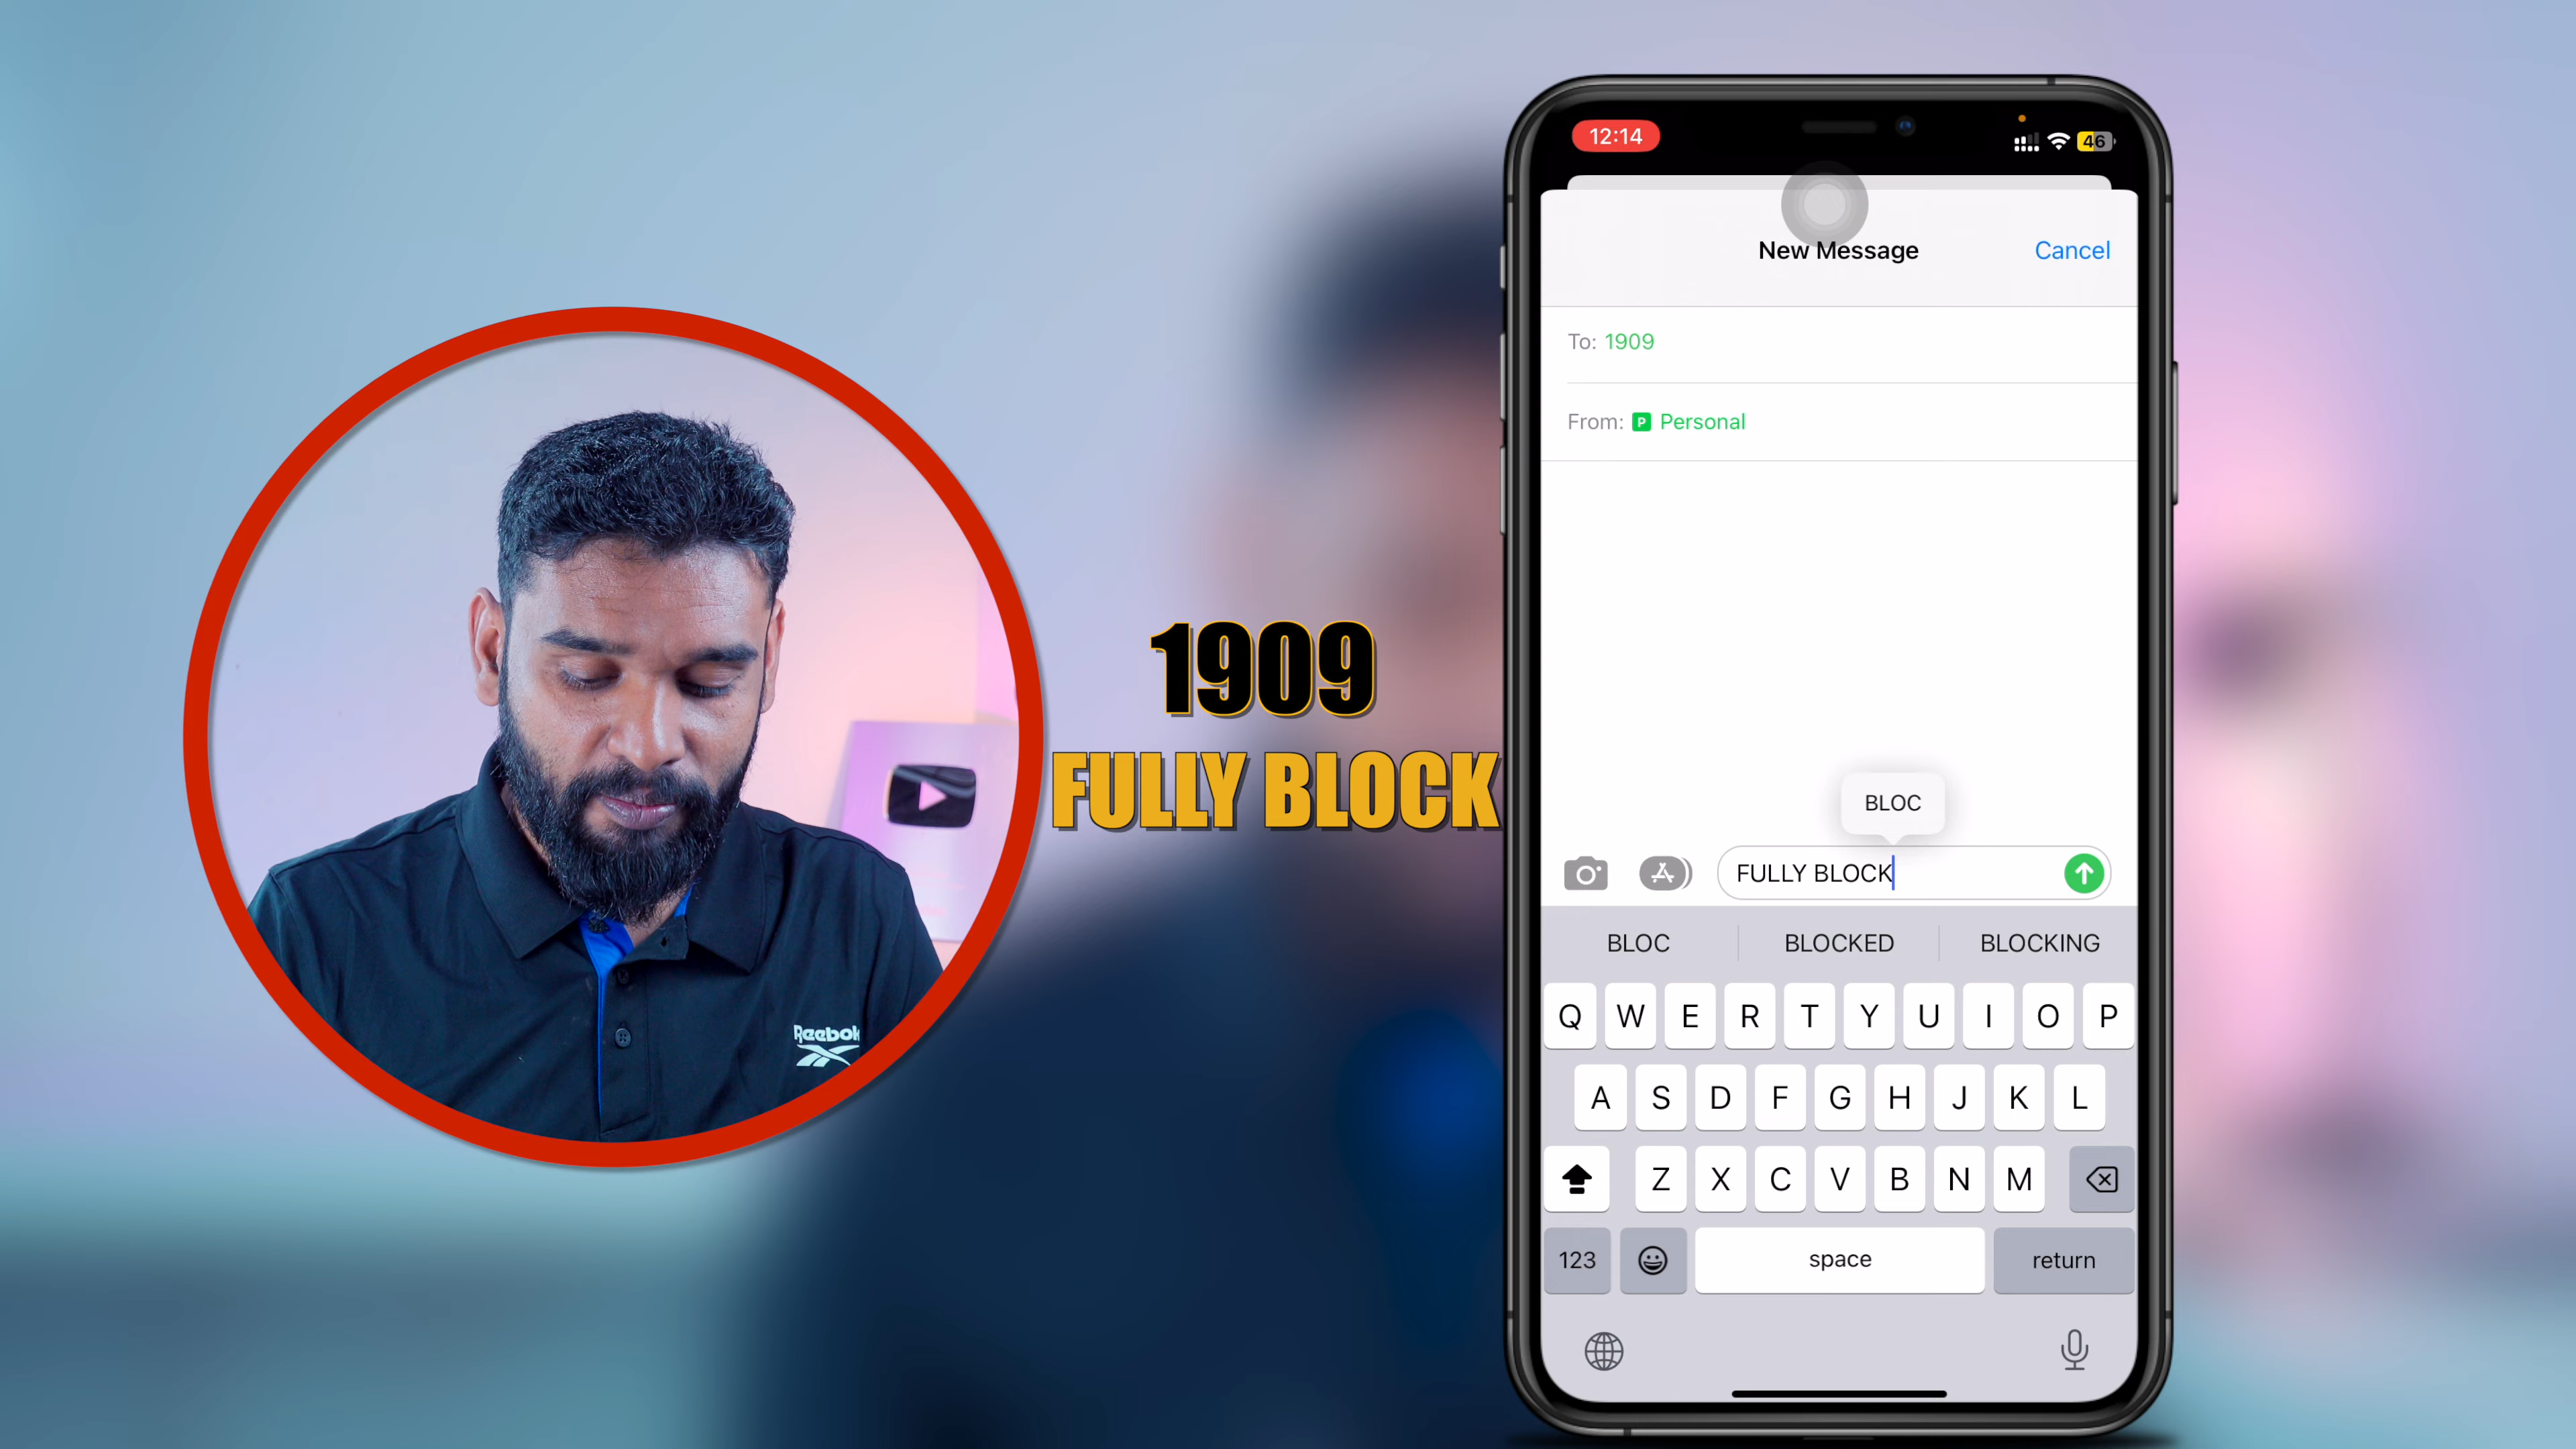 12:14
46
New Message
Cancel
To: 1909
From: P Personal
1909
FULLY BLOCK
BLOC
FULLY BLOCK
BLOC BLOCKED BLOCKING
Q W E R T Y U I O P
A S D F G H J K L
Z X C V B N M
123 space return
Reebok